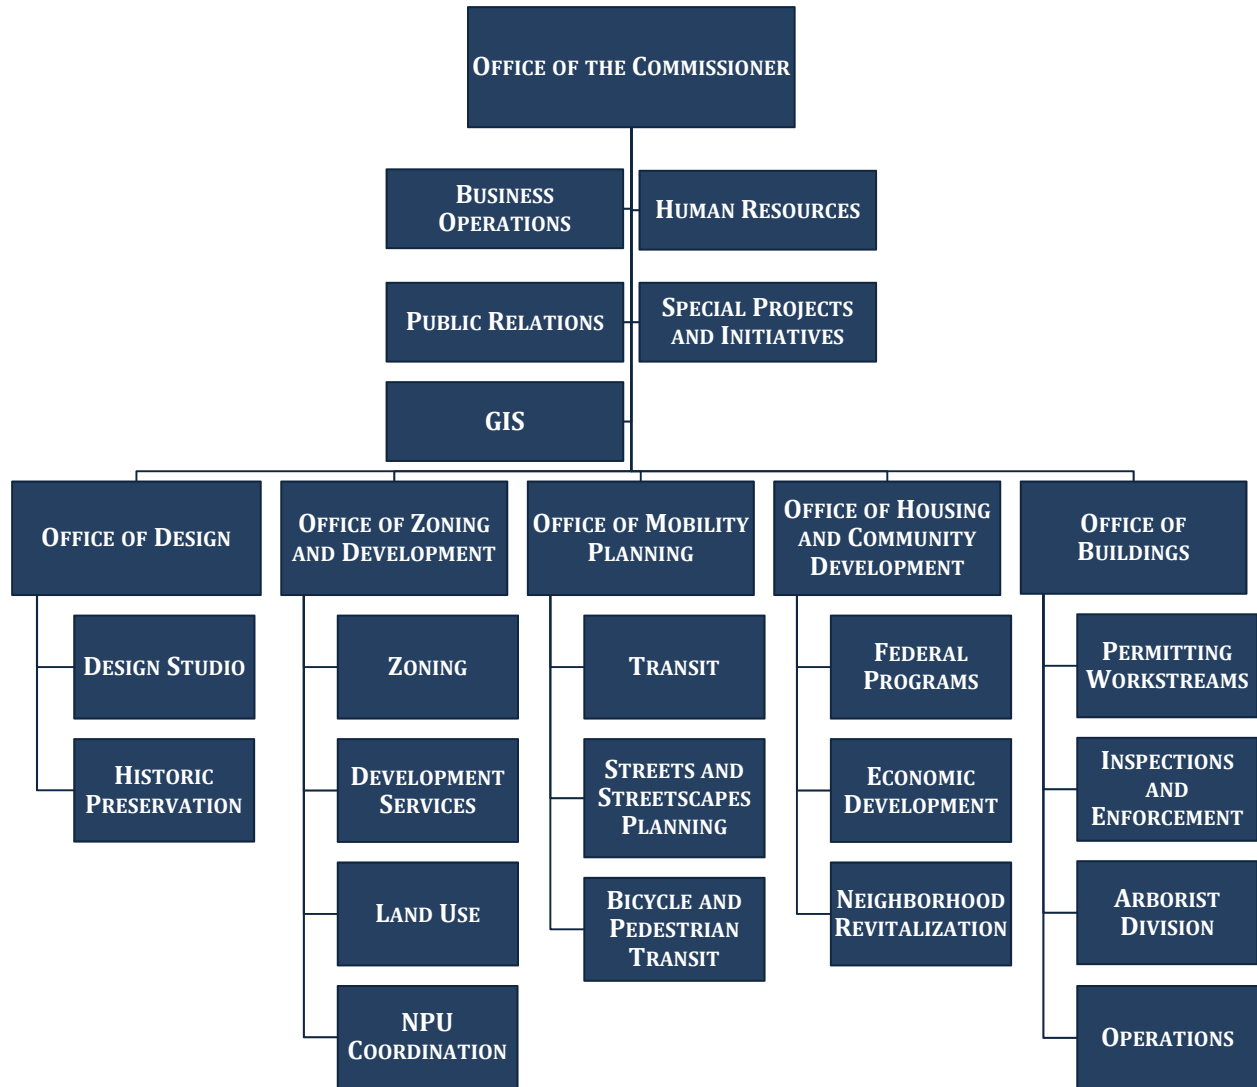 OFFICE OF THE COMMISSIONER
BUSINESS
OPERATIONS
HUMAN RESOURCES
PUBLIC RELATIONS
SPECIAL PROJECTS
AND INITIATIVES
GIS
OFFICE OF DESIGN
DESIGN STUDIO
HISTORIC
PRESERVATION
OFFICE OF ZONING
AND DEVELOPMENT
ZONING
DEVELOPMENT
SERVICES
LAND USE
NPU
COORDINATION
OFFICE OF MOBILITY
PLANNING
TRANSIT
STREETS AND
STREETSCAPES
PLANNING
BICYCLE AND
PEDESTRIAN
TRANSIT
OFFICE OF HOUSING
AND COMMUNITY
DEVELOPMENT
FEDERAL
PROGRAMS
ECONOMIC
DEVELOPMENT
NEIGHBORHOOD
REVITALIZATION
OFFICE OF
BUILDINGS
PERMITTING
WORKSTREAMS
INSPECTIONS
AND
ENFORCEMENT
ARBORIST
DIVISION
OPERATIONS